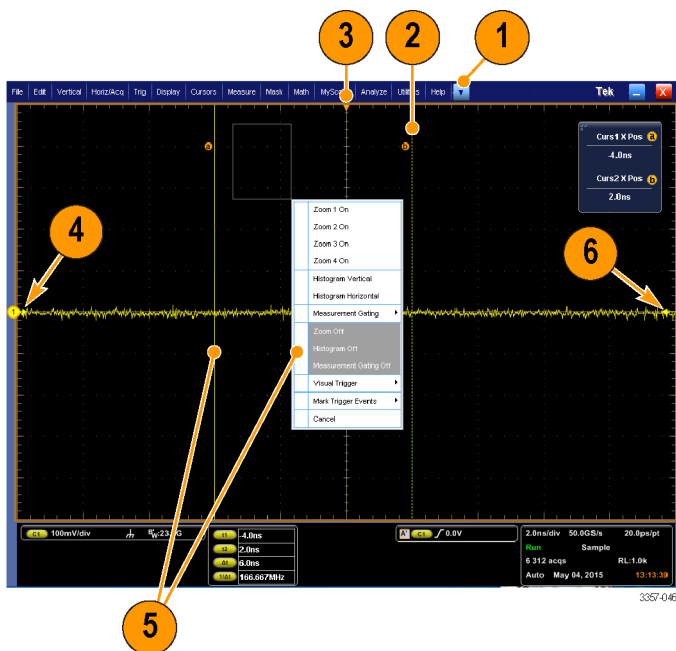 3
2
1
File Edit Vertical Horiz/Acq Trig Display Cursors Measure Mask Math Analyze Help Tek X
a
b
Curs1 X Pos a
-4.0ns
Curs2 X Pos b
2.0ns
Zoom 1 On
Zoom 2 On
Zoom 3 On
Zoom 4 On
Histogram Vertical
Histogram Horizontal
Measurement Gating
Zoom Off
Histogram Off
Measurement Gating Off
Visual Trigger
Mark Trigger Events
Cancel
4
6
1
C1 100mV/div
t1 -4.0ns
t2 2.0ns
Δt 6.0ns
1/Δt 166.667MHz
A' C1 0.0V
2.0ns/div 50.0GS/s 20.0ps/pt
Run Sample
6 312 acqs RL:1.0k
Auto May 04, 2015 13:13:39
3357-046
5